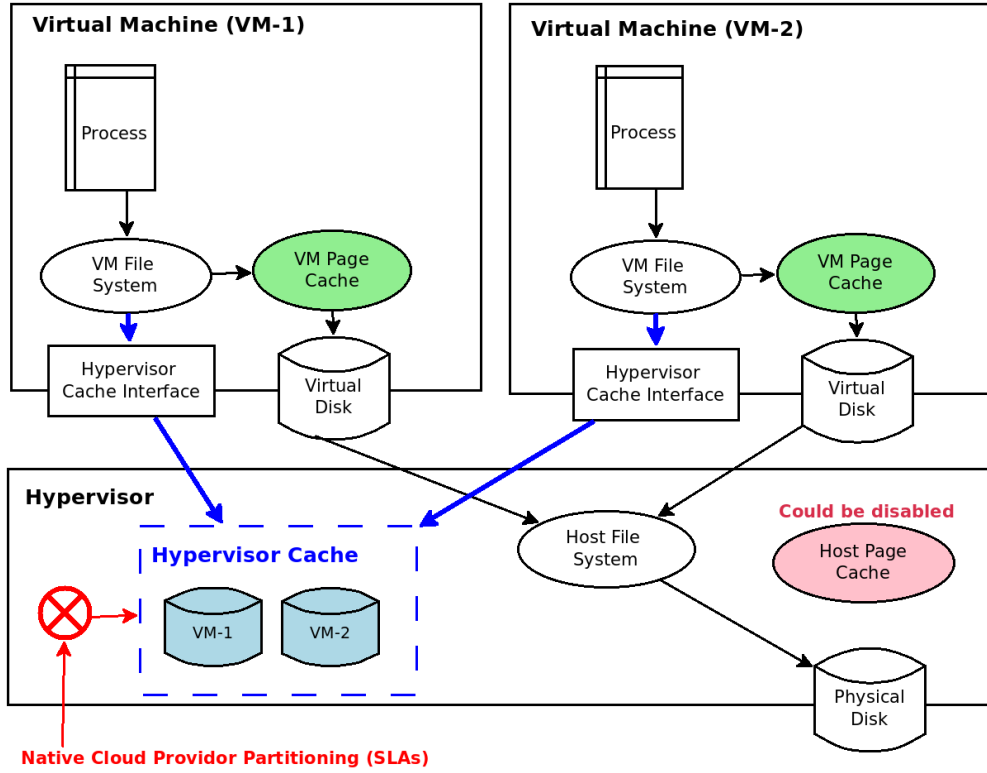 Virtual Machine (VM-1)
Process
VM File
System
VM Page
Cache
Hypervisor
Cache Interface
Virtual
Disk
Virtual Machine (VM-2)
Process
VM File
System
VM Page
Cache
Hypervisor
Cache Interface
Virtual
Disk
Hypervisor
Hypervisor Cache
VM-1
VM-2
Host File
System
Could be disabled
Host Page
Cache
Physical
Disk
Native Cloud Providor Partitioning (SLAs)